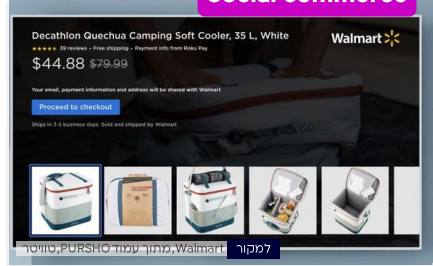 Social commerce
Decathlon Quechua Camping Soft Cooler, 35 L, White
Walmart
★★★★★ 39 reviews • Free shipping • Payment info from Roku Pay
$44.88 $79.99
Your email, payment information and address will be shared with Walmart
Proceed to checkout
Ships in 3-5 business days. Sold and shipped by Walmart
למקור Walmart, מתוך עמוד PURSHO, טוויטר